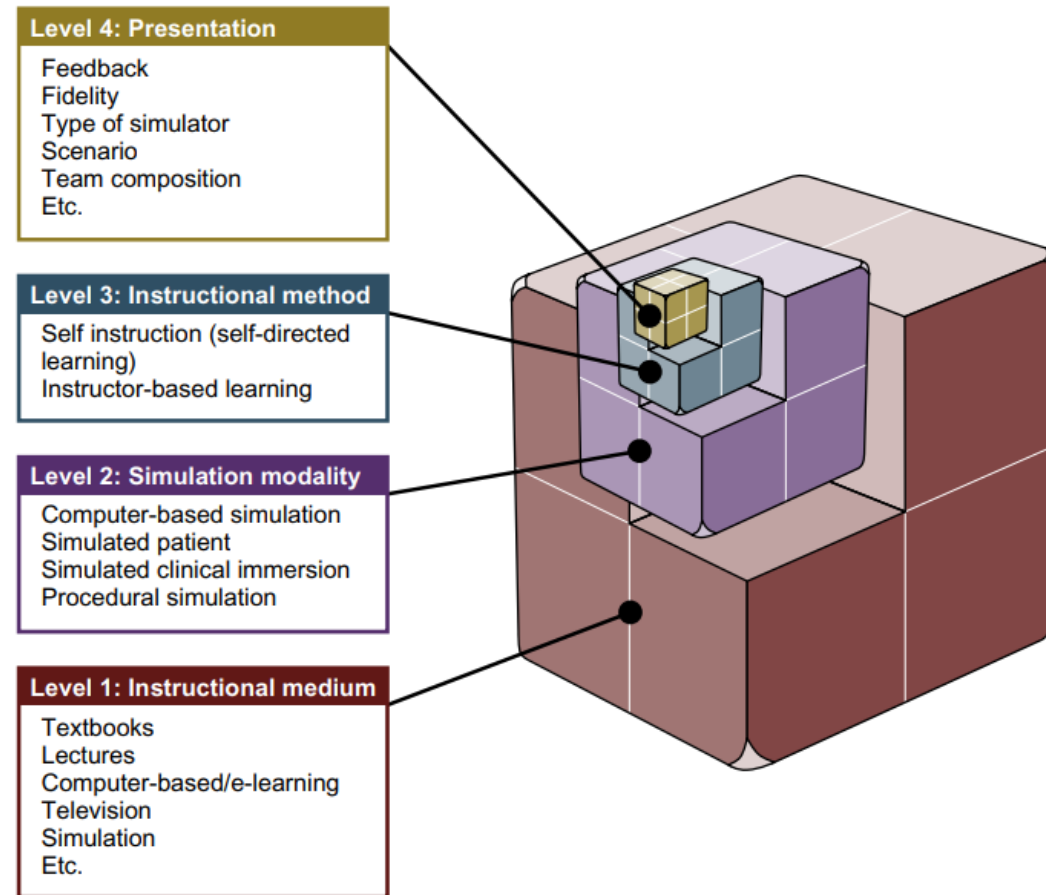 Level 4: Presentation
Feedback
Fidelity
Type of simulator
Scenario
Team composition
Etc.
Level 3: Instructional method
Self instruction (self-directed
learning)
Instructor-based learning
Level 2: Simulation modality
Computer-based simulation
Simulated patient
Simulated clinical immersion
Procedural simulation
Level 1: Instructional medium
Textbooks
Lectures
Computer-based/e-learning
Television
Simulation
Etc.